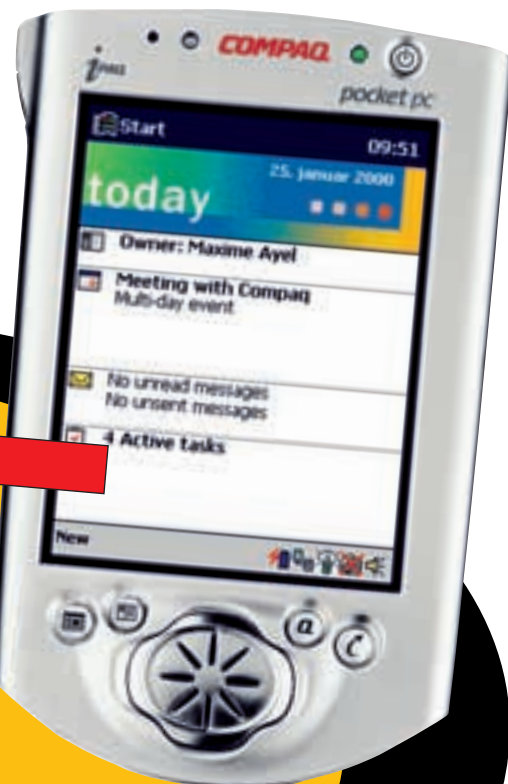 COMPAQ
iPAQ
pocket pc
Start 09:51
25. januar 2000
today
Owner: Maxime Ayel
Meeting with Compaq
Multi-day event
No unread messages
No unsent messages
4 Active tasks
New
a